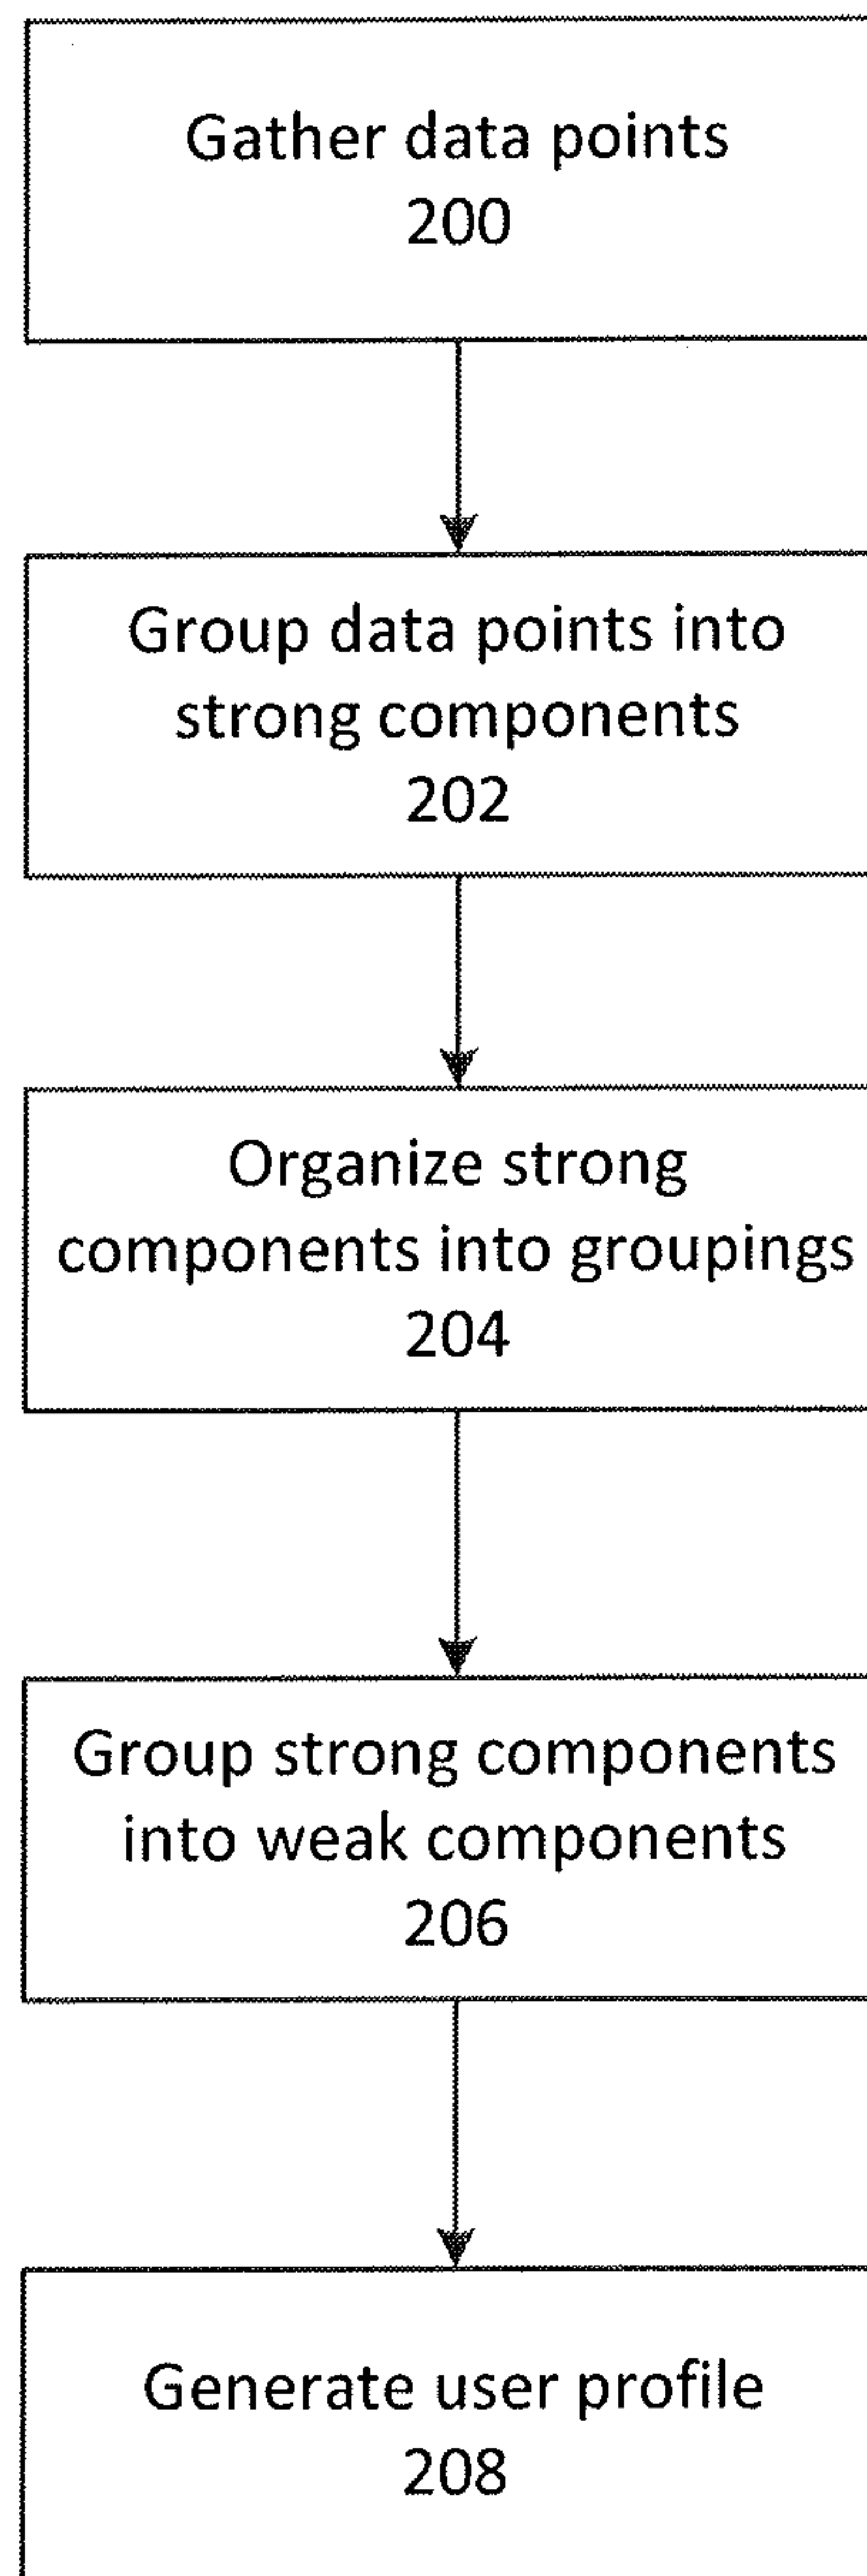 Gather data points
200
Group data points into
strong components
202
Organize strong
components into groupings
204
Group strong components
into weak components
206
Generate user profile
208